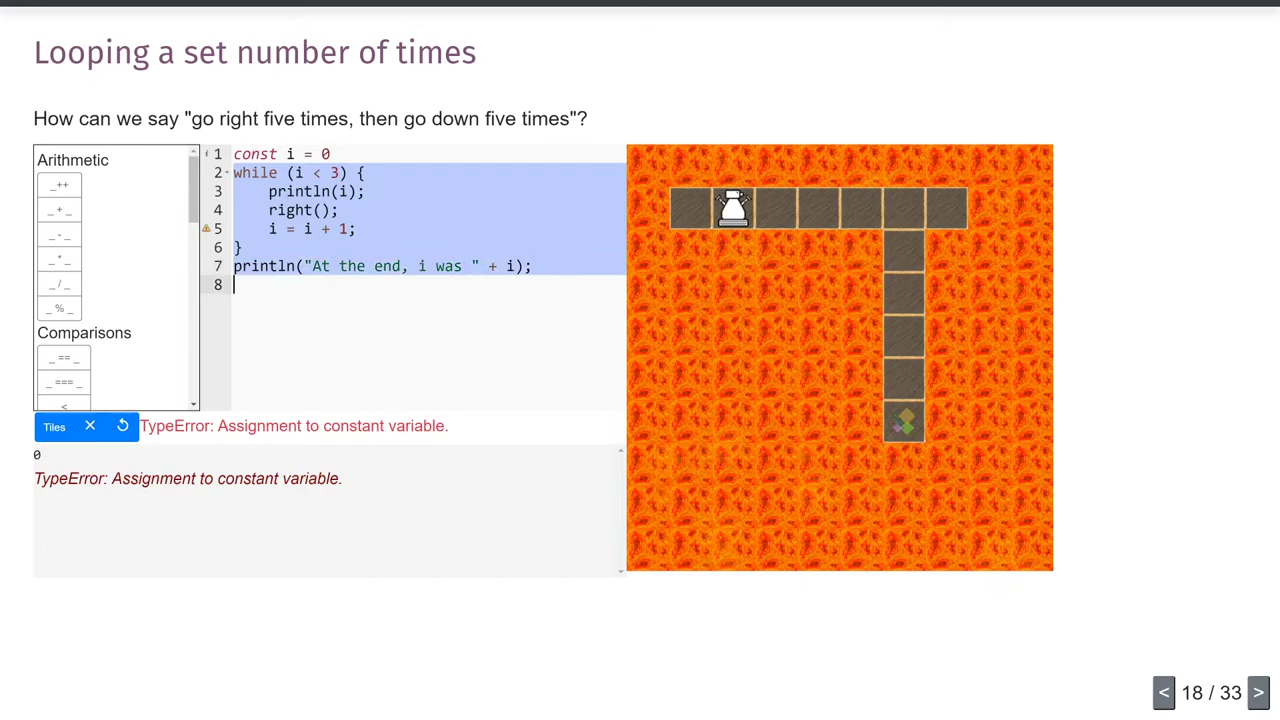 Looping a set number of times
How can we say "go right five times, then go down five times"?
Arithmetic
_++
_ + _
_ - _
_ * _
_ / _
_ % _
Comparisons
_ == _
_ === _
<
1 const i = 0
2 while (i < 3) {
3 println(i);
4 right();
5 i = i + 1;
6 }
7 println("At the end, i was " + i);
8
Tiles
TypeError: Assignment to constant variable.
0
TypeError: Assignment to constant variable.
< 18 / 33 >